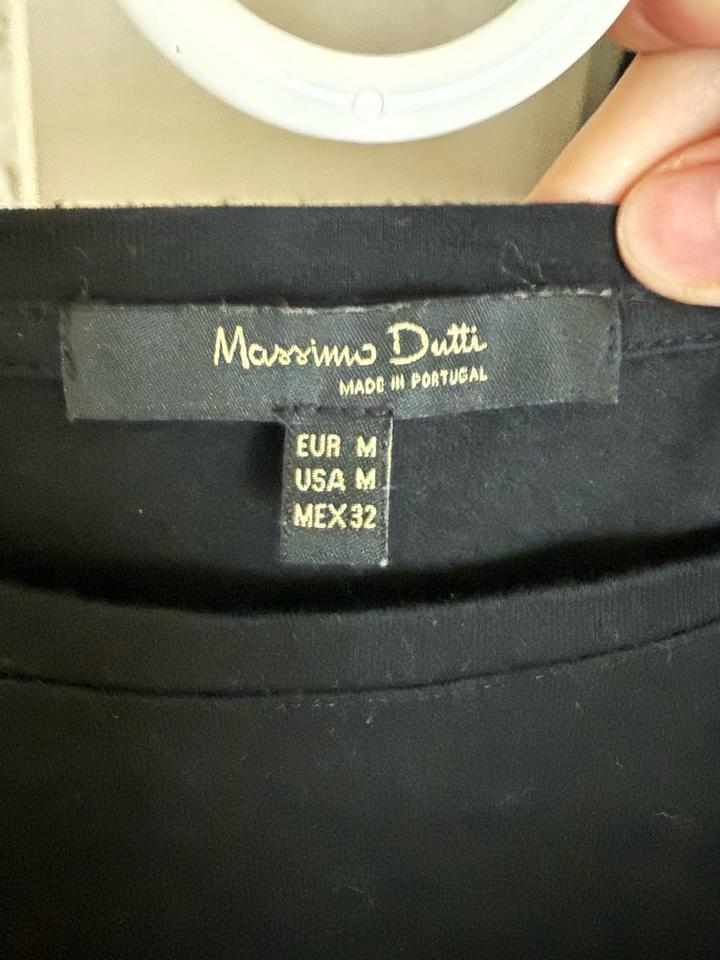 Massimo Dutti
MADE IN PORTUGAL
EUR M
USA M
MEX 32